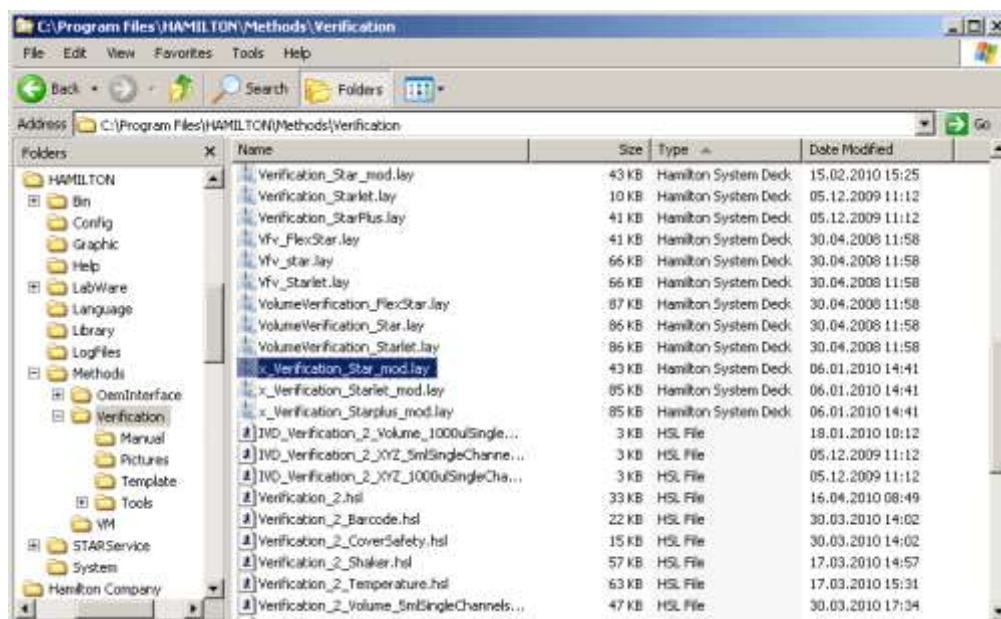 C:\Program Files\HAMILTON\Methods\Verification
File Edit View Favorites Tools Help
Back Search Folders
Address C:\Program Files\HAMILTON\Methods\Verification Go
Folders
HAMILTON
Bin
Config
Graphic
Help
LabWare
Language
Library
LogFiles
Methods
OemInterface
Verification
Manual
Pictures
Template
Tools
VM
STARService
System
Hamilton Company
Name Size Type Date Modified
Verification_Star_mod.lay 43 KB Hamilton System Deck 15.02.2010 15:25
Verification_Starlet.lay 10 KB Hamilton System Deck 05.12.2009 11:12
Verification_StarPlus.lay 41 KB Hamilton System Deck 05.12.2009 11:12
Vfv_FlexStar.lay 41 KB Hamilton System Deck 30.04.2008 11:58
Vfv_star.lay 66 KB Hamilton System Deck 30.04.2008 11:58
Vfv_Starlet.lay 66 KB Hamilton System Deck 30.04.2008 11:58
VolumeVerification_FlexStar.lay 87 KB Hamilton System Deck 30.04.2008 11:58
VolumeVerification_Star.lay 86 KB Hamilton System Deck 30.04.2008 11:58
VolumeVerification_Starlet.lay 86 KB Hamilton System Deck 30.04.2008 11:58
x_Verification_Star_mod.lay 43 KB Hamilton System Deck 06.01.2010 14:41
x_Verification_Starlet_mod.lay 85 KB Hamilton System Deck 06.01.2010 14:41
x_Verification_Starplus_mod.lay 85 KB Hamilton System Deck 06.01.2010 14:41
IVD_Verification_2_Volume_1000ulSingle... 3 KB HSL File 18.01.2010 10:12
IVD_Verification_2_XYZ_5mlSingleChanne... 3 KB HSL File 05.12.2009 11:12
IVD_Verification_2_XYZ_1000ulSingleCha... 3 KB HSL File 05.12.2009 11:12
Verification_2.hsl 33 KB HSL File 16.04.2010 08:49
Verification_2_Barcode.hsl 22 KB HSL File 30.03.2010 14:02
Verification_2_CoverSafety.hsl 15 KB HSL File 30.03.2010 14:02
Verification_2_Shaker.hsl 57 KB HSL File 17.03.2010 14:57
Verification_2_Temperature.hsl 63 KB HSL File 17.03.2010 15:31
Verification_2_Volume_5mlSingleChannels... 47 KB HSL File 30.03.2010 17:34